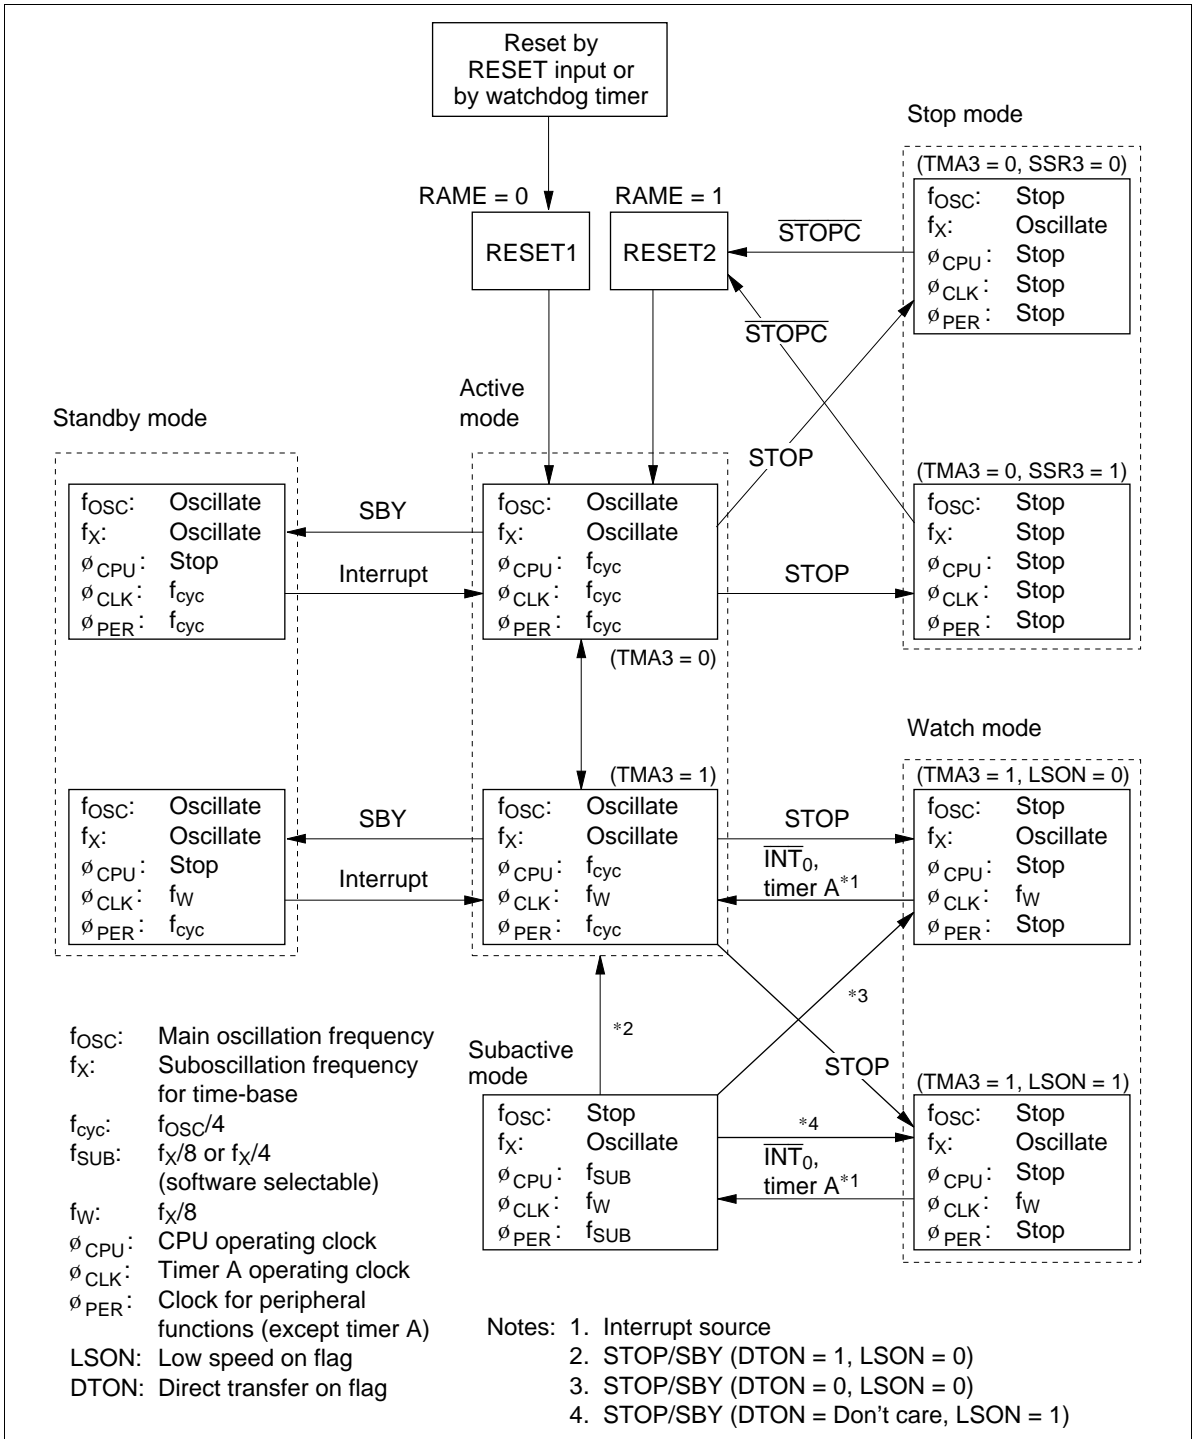 Reset by
RESET input or
by watchdog timer
Stop mode
(TMA3 = 0, SSR3 = 0)
fOSC: Stop
fX: Oscillate
øCPU: Stop
øCLK: Stop
øPER: Stop
RAME = 0
RAME = 1
RESET1
RESET2
STOPC
STOPC
STOP
Active
mode
Standby mode
fOSC: Oscillate
fX: Oscillate
øCPU: Stop
øCLK: fcyc
øPER: fcyc
SBY
Interrupt
fOSC: Oscillate
fX: Oscillate
øCPU: fcyc
øCLK: fcyc
øPER: fcyc
(TMA3 = 0)
STOP
(TMA3 = 0, SSR3 = 1)
fOSC: Stop
fX: Stop
øCPU: Stop
øCLK: Stop
øPER: Stop
fOSC: Oscillate
fX: Oscillate
øCPU: Stop
øCLK: fW
øPER: fcyc
SBY
Interrupt
(TMA3 = 1)
fOSC: Oscillate
fX: Oscillate
øCPU: fcyc
øCLK: fW
øPER: fcyc
STOP
INT0,
timer A*1
Watch mode
(TMA3 = 1, LSON = 0)
fOSC: Stop
fX: Oscillate
øCPU: Stop
øCLK: fW
øPER: Stop
*2
*3
STOP
Subactive
mode
fOSC: Stop
fX: Oscillate
øCPU: fSUB
øCLK: fW
øPER: fSUB
*4
INT0,
timer A*1
(TMA3 = 1, LSON = 1)
fOSC: Stop
fX: Oscillate
øCPU: Stop
øCLK: fW
øPER: Stop
fOSC: Main oscillation frequency
fX: Suboscillation frequency
for time-base
fcyc: fOSC/4
fSUB: fX/8 or fX/4
(software selectable)
fW: fX/8
øCPU: CPU operating clock
øCLK: Timer A operating clock
øPER: Clock for peripheral
functions (except timer A)
LSON: Low speed on flag
DTON: Direct transfer on flag
Notes: 1. Interrupt source
2. STOP/SBY (DTON = 1, LSON = 0)
3. STOP/SBY (DTON = 0, LSON = 0)
4. STOP/SBY (DTON = Don't care, LSON = 1)